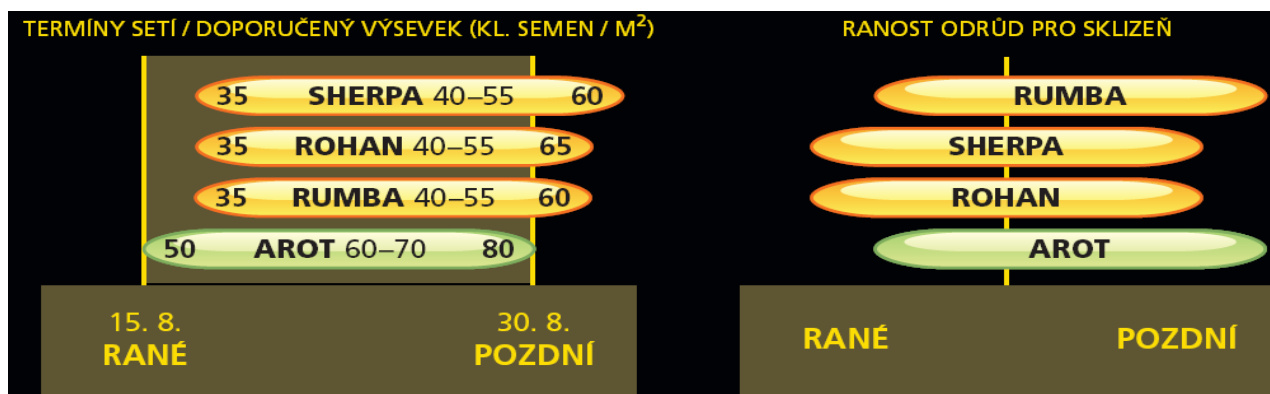 TERMÍNY SETÍ / DOPORUČENÝ VÝSEVEK (KL. SEMEN / M²)
35 SHERPA 40–55 60
35 ROHAN 40–55 65
35 RUMBA 40–55 60
50 AROT 60–70 80
15. 8. 30. 8.
RANÉ POZDNÍ
RANOST ODRŮD PRO SKLIZEŇ
RUMBA
SHERPA
ROHAN
AROT
RANÉ POZDNÍ